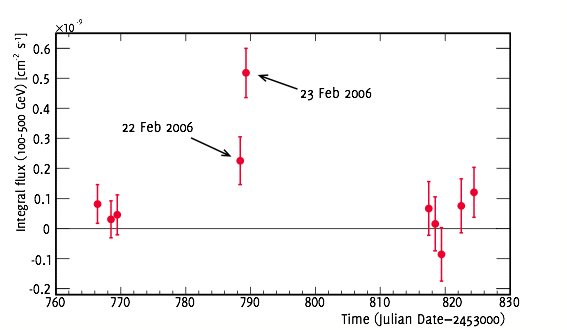 ×10⁻⁹
Integral flux (100-500 GeV) [cm⁻² s⁻¹]
0.6
0.5
0.4
0.3
0.2
0.1
0
-0.1
-0.2
23 Feb 2006
22 Feb 2006
760 770 780 790 800 810 820 830
Time (Julian Date–2453000)